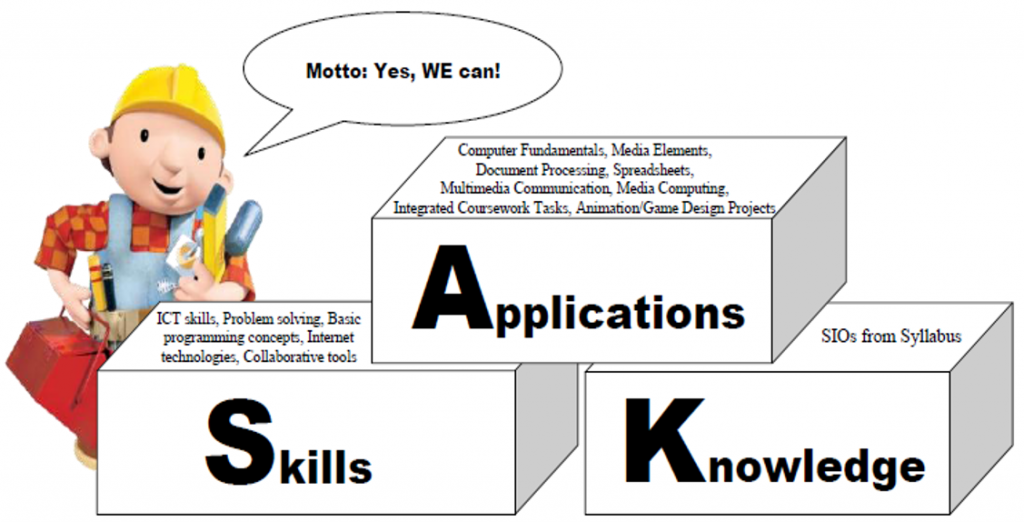 Motto: Yes, WE can!
Computer Fundamentals, Media Elements,
Document Processing, Spreadsheets,
Multimedia Communication, Media Computing,
Integrated Coursework Tasks, Animation/Game Design Projects
Applications
ICT skills, Problem solving, Basic
programming concepts, Internet
technologies, Collaborative tools
Skills
SIOs from Syllabus
Knowledge